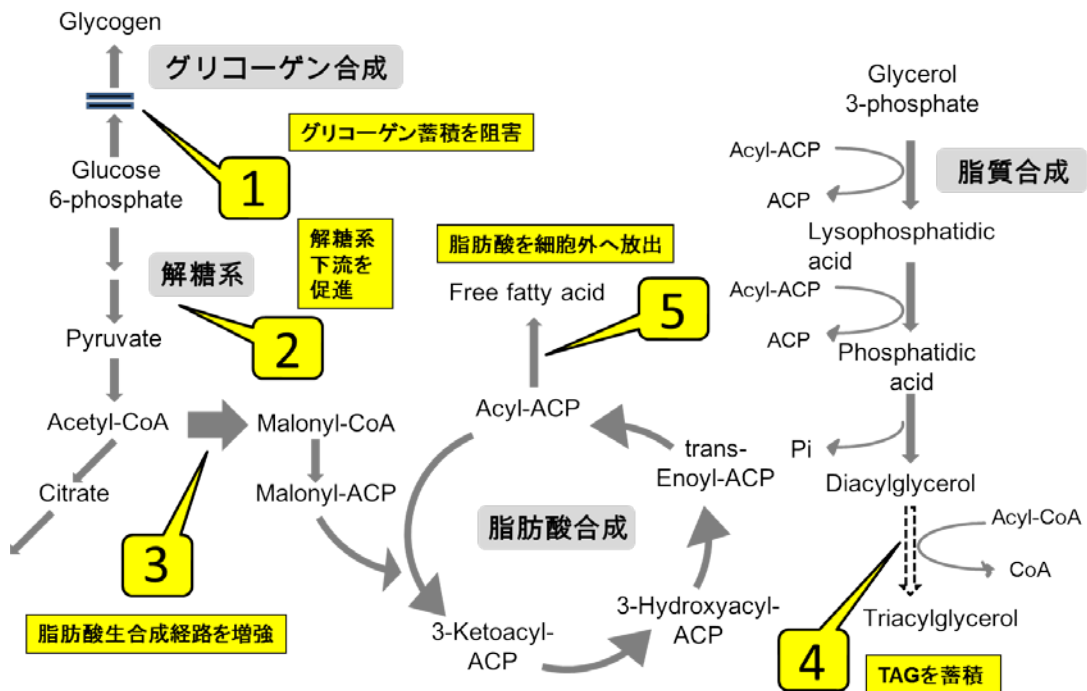 Glycogen
グリコーゲン合成
グリコーゲン蓄積を阻害
1
Glucose
6-phosphate
解糖系
解糖系
下流を
促進
2
Pyruvate
Acetyl-CoA
Malonyl-CoA
Citrate
Malonyl-ACP
3
脂肪酸生合成経路を増強
脂肪酸を細胞外へ放出
Free fatty acid
5
Acyl-ACP
trans-
Enoyl-ACP
脂肪酸合成
3-Ketoacyl-
ACP
3-Hydroxyacyl-
ACP
Glycerol
3-phosphate
Acyl-ACP
ACP
脂質合成
Lysophosphatidic
acid
Acyl-ACP
ACP
Phosphatidic
acid
Pi
Diacylglycerol
Acyl-CoA
CoA
Triacylglycerol
4
TAGを蓄積